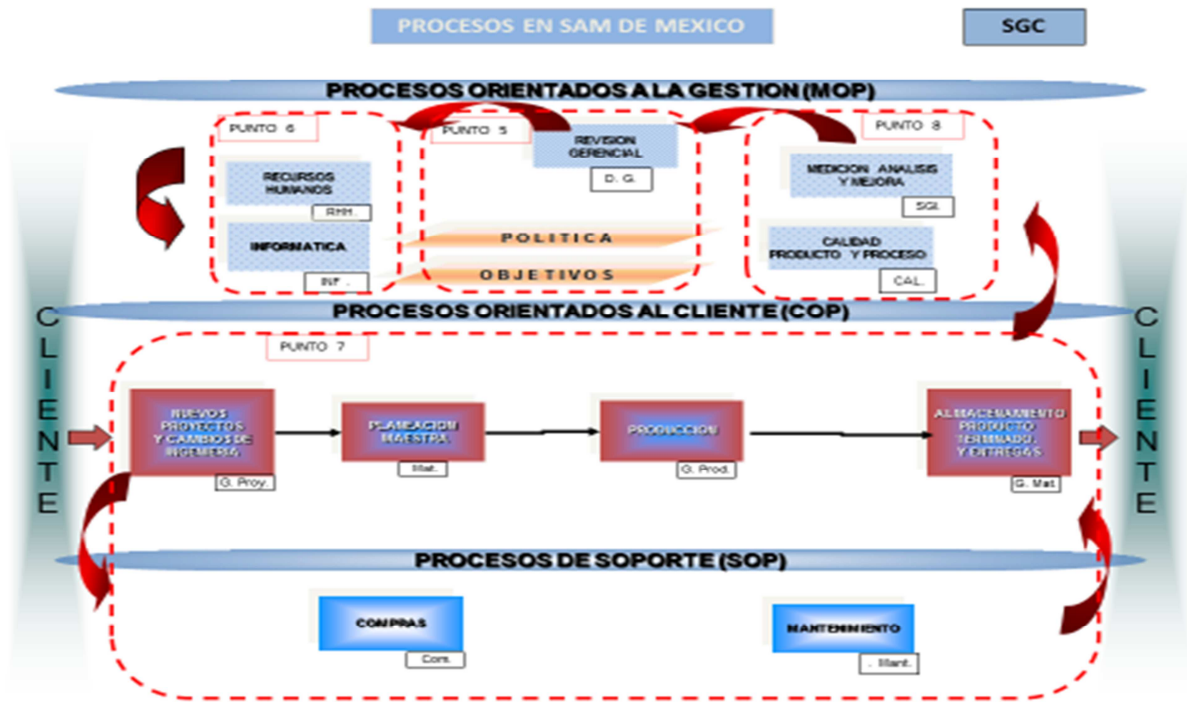 PROCESOS EN SAM DE MEXICO
SGC
PROCESOS ORIENTADOS A LA GESTION (MOP)
PUNTO 6
RECURSOS
HUMANOS
RHH.
INFORMATICA
INF .
PUNTO 5
REVISION
GERENCIAL
D. G.
POLITICA
OBJETIVOS
PUNTO 8
MEDICION ANALISIS
Y MEJORA
SGI.
CALIDAD
PRODUCTO Y PROCESO
CAL.
PROCESOS ORIENTADOS AL CLIENTE (COP)
CLIENTE
PUNTO 7
NUEVOS
PROYECTOS
Y CAMBIOS DE
INGENIERIA
G. Proy.
PLANEACION
MAESTRA
Mat.
PRODUCCION
G. Prod.
ALMACENAMIENTO
PRODUCTO
TERMINADO.
Y ENTREGAS
G. Mat.
CLIENTE
PROCESOS DE SOPORTE (SOP)
COMPRAS
Com.
MANTENIMIENTO
. Mant.